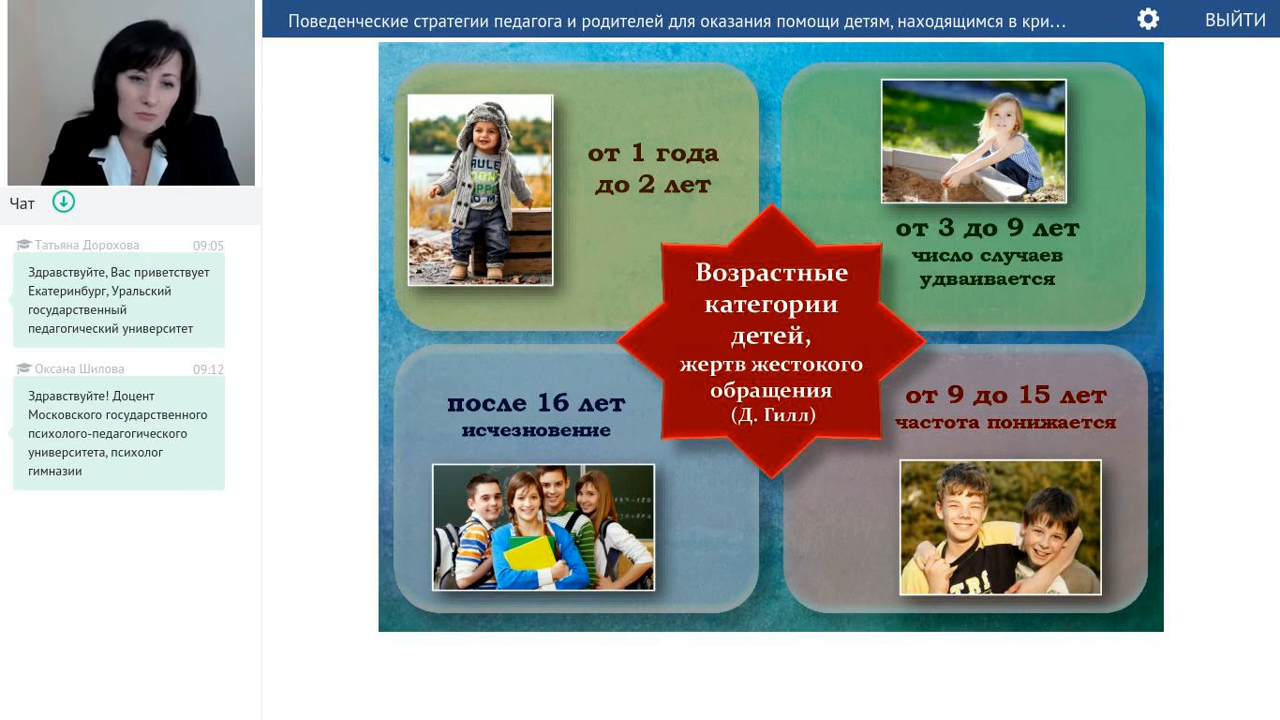 Поведенческие стратегии педагога и родителей для оказания помощи детям, находящимся в кри...
ВЫЙТИ
Чат
Татьяна Дорохова 09:05
Здравствуйте, Вас приветствует
Екатеринбург, Уральский
государственный
педагогический университет
Оксана Шилова 09:12
Здравствуйте! Доцент
Московского государственного
психолого-педагогического
университета, психолог
гимназии
от 1 года
до 2 лет
от 3 до 9 лет
число случаев
удваивается
Возрастные
категории
детей,
жертв жестокого
обращения
(Д. Гилл)
после 16 лет
исчезновение
от 9 до 15 лет
частота понижается